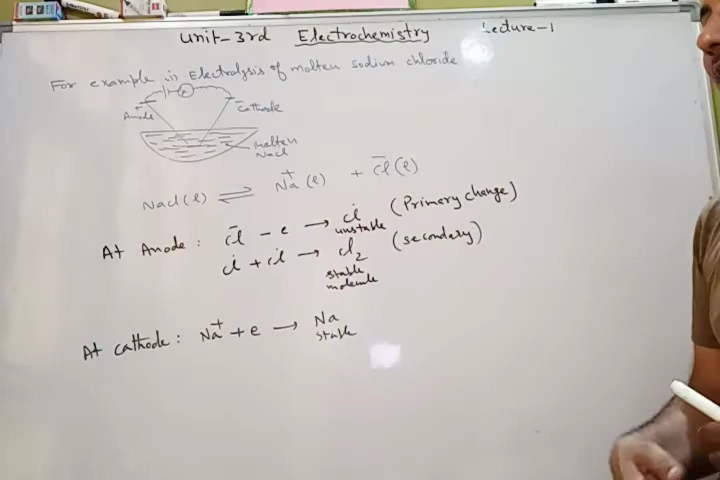 Unit-3rd Electrochemistry Lecture-1
For example (i) Electrolysis of molten sodium chloride
+ Anode
- Cathode
Molten NaCl
NaCl(l) ⇌ Na⁺(l) + Cl⁻(l)
At Anode: Cl⁻ - e → Cl̇ (Primary change)
unstable
Cl̇ + Cl̇ → Cl₂ (secondary)
stable
molecule
At cathode: Na⁺ + e → Na
stable